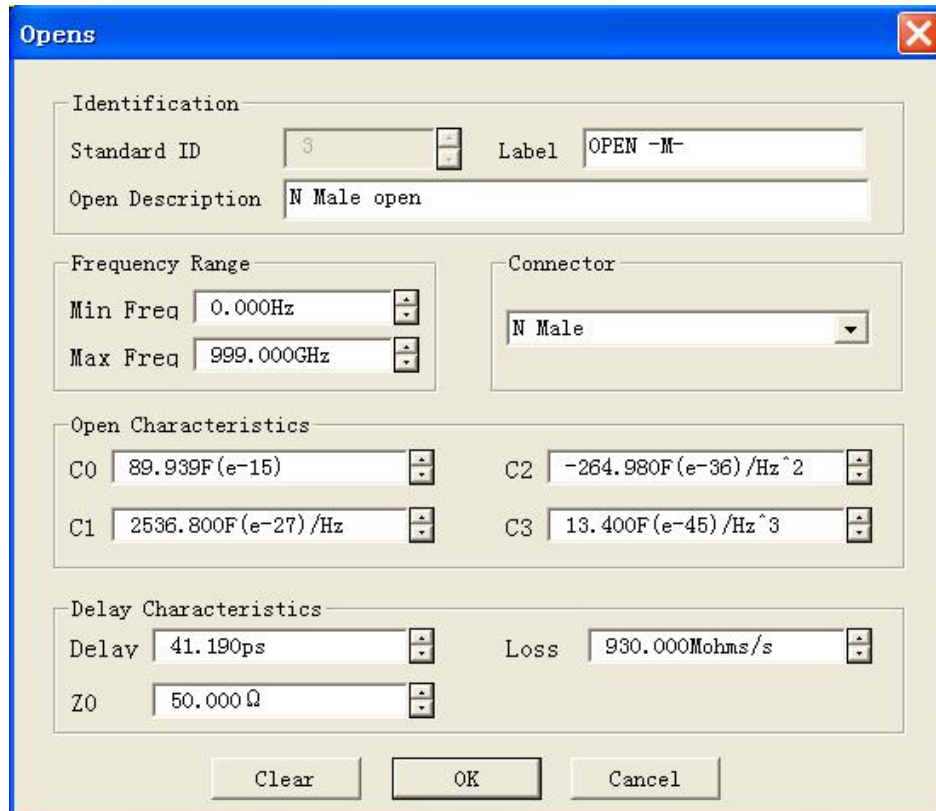 Opens
Identification
Standard ID 3 Label OPEN -M-
Open Description N Male open
Frequency Range Connector
Min Freq 0.000Hz
N Male
Max Freq 999.000GHz
Open Characteristics
C0 89.939F(e-15) C2 -264.980F(e-36)/Hz^2
C1 2536.800F(e-27)/Hz C3 13.400F(e-45)/Hz^3
Delay Characteristics
Delay 41.190ps Loss 930.000Mohms/s
Z0 50.000Ω
Clear OK Cancel